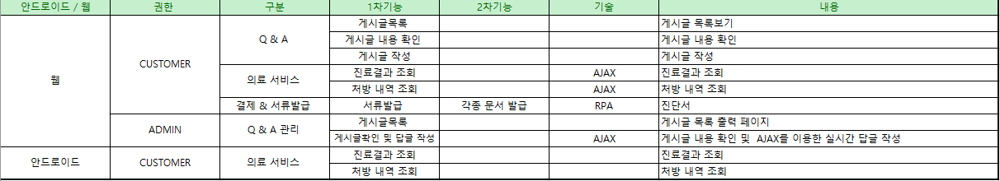 안드로이드 / 웹 권한 구분 1차기능 2차기능 기술 내용
게시글목록 게시글 목록보기
Q & A 게시글 내용 확인 게시글 내용 확인
게시글 작성 게시글 작성
CUSTOMER 진료결과 조회 AJAX 진료결과 조회
웹 의료 서비스 처방 내역 조회 AJAX 처방 내역 조회
결제 & 서류발급 서류발급 각종 문서 발급 RPA 진단서
게시글목록 게시글 목록 출력 페이지
ADMIN Q & A 관리 게시글확인 및 답글 작성 AJAX 게시글 내용 확인 및 AJAX를 이용한 실시간 답글 작성
진료결과 조회 진료결과 조회
안드로이드 CUSTOMER 의료 서비스 처방 내역 조회 처방 내역 조회